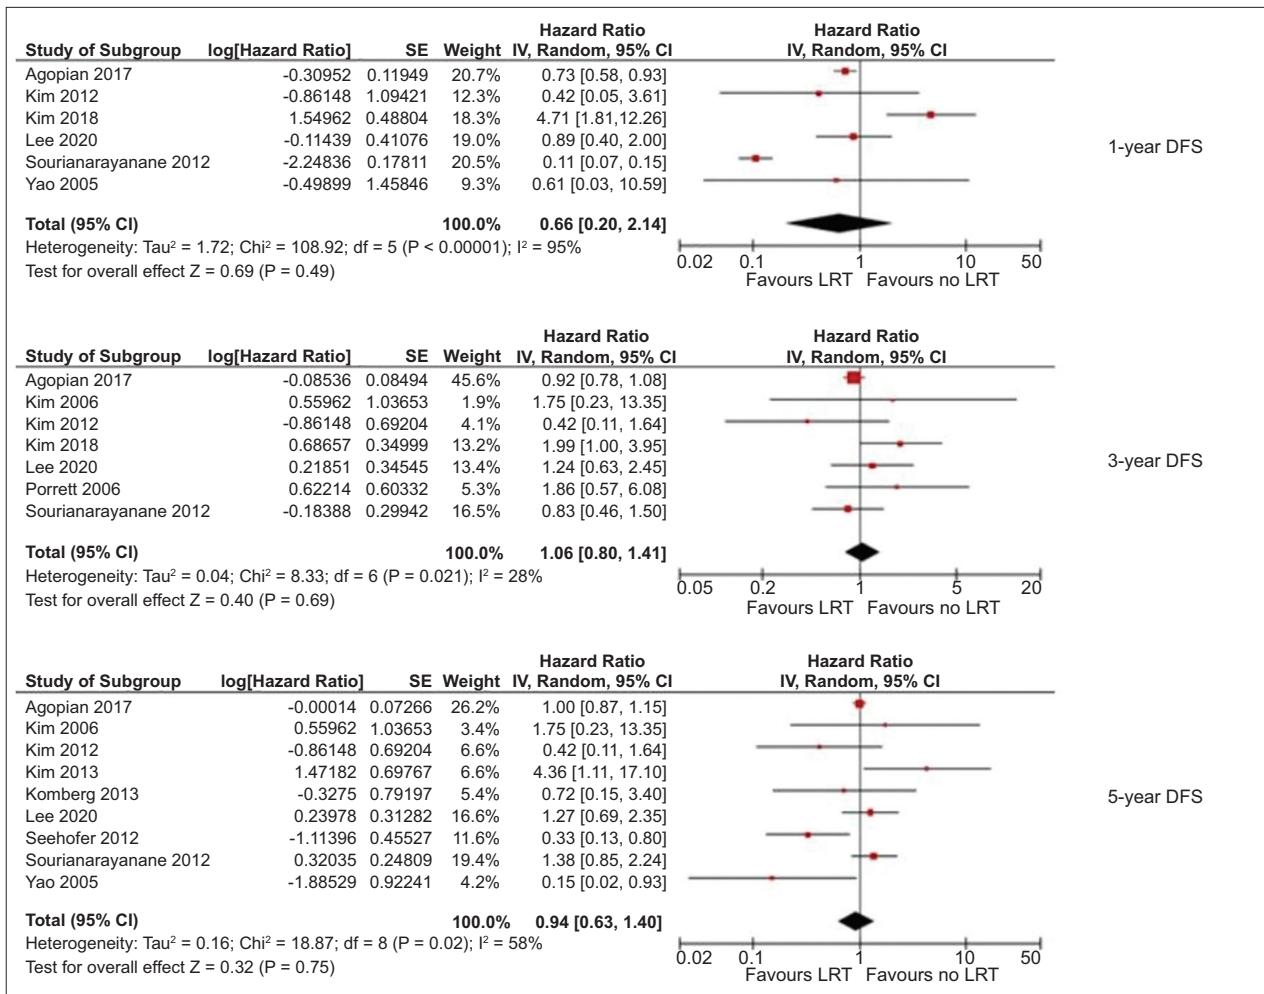 Hazard Ratio Hazard Ratio
Study of Subgroup log[Hazard Ratio] SE Weight IV, Random, 95% CI IV, Random, 95% CI
Agopian 2017 -0.30952 0.11949 20.7% 0.73 [0.58, 0.93]
Kim 2012 -0.86148 1.09421 12.3% 0.42 [0.05, 3.61]
Kim 2018 1.54962 0.48804 18.3% 4.71 [1.81,12.26]
Lee 2020 -0.11439 0.41076 19.0% 0.89 [0.40, 2.00]
1-year DFS
Sourianarayanane 2012 -2.24836 0.17811 20.5% 0.11 [0.07, 0.15]
Yao 2005 -0.49899 1.45846 9.3% 0.61 [0.03, 10.59]
Total (95% CI) 100.0% 0.66 [0.20, 2.14]
Heterogeneity: Tau² = 1.72; Chi² = 108.92; df = 5 (P < 0.00001); I² = 95%
Test for overall effect Z = 0.69 (P = 0.49)
0.02 0.1 1 10 50
Favours LRT Favours no LRT
Hazard Ratio Hazard Ratio
Study of Subgroup log[Hazard Ratio] SE Weight IV, Random, 95% CI IV, Random, 95% CI
Agopian 2017 -0.08536 0.08494 45.6% 0.92 [0.78, 1.08]
Kim 2006 0.55962 1.03653 1.9% 1.75 [0.23, 13.35]
Kim 2012 -0.86148 0.69204 4.1% 0.42 [0.11, 1.64]
Kim 2018 0.68657 0.34999 13.2% 1.99 [1.00, 3.95]
Lee 2020 0.21851 0.34545 13.4% 1.24 [0.63, 2.45]
3-year DFS
Porrett 2006 0.62214 0.60332 5.3% 1.86 [0.57, 6.08]
Sourianarayanane 2012 -0.18388 0.29942 16.5% 0.83 [0.46, 1.50]
Total (95% CI) 100.0% 1.06 [0.80, 1.41]
Heterogeneity: Tau² = 0.04; Chi² = 8.33; df = 6 (P = 0.021); I² = 28%
Test for overall effect Z = 0.40 (P = 0.69)
0.05 0.2 1 5 20
Favours LRT Favours no LRT
Hazard Ratio Hazard Ratio
Study of Subgroup log[Hazard Ratio] SE Weight IV, Random, 95% CI IV, Random, 95% CI
Agopian 2017 -0.00014 0.07266 26.2% 1.00 [0.87, 1.15]
Kim 2006 0.55962 1.03653 3.4% 1.75 [0.23, 13.35]
Kim 2012 -0.86148 0.69204 6.6% 0.42 [0.11, 1.64]
Kim 2013 1.47182 0.69767 6.6% 4.36 [1.11, 17.10]
Komberg 2013 -0.3275 0.79197 5.4% 0.72 [0.15, 3.40]
5-year DFS
Lee 2020 0.23978 0.31282 16.6% 1.27 [0.69, 2.35]
Seehofer 2012 -1.11396 0.45527 11.6% 0.33 [0.13, 0.80]
Sourianarayanane 2012 0.32035 0.24809 19.4% 1.38 [0.85, 2.24]
Yao 2005 -1.88529 0.92241 4.2% 0.15 [0.02, 0.93]
Total (95% CI) 100.0% 0.94 [0.63, 1.40]
Heterogeneity: Tau² = 0.16; Chi² = 18.87; df = 8 (P = 0.02); I² = 58%
Test for overall effect Z = 0.32 (P = 0.75)
0.02 0.1 1 10 50
Favours LRT Favours no LRT